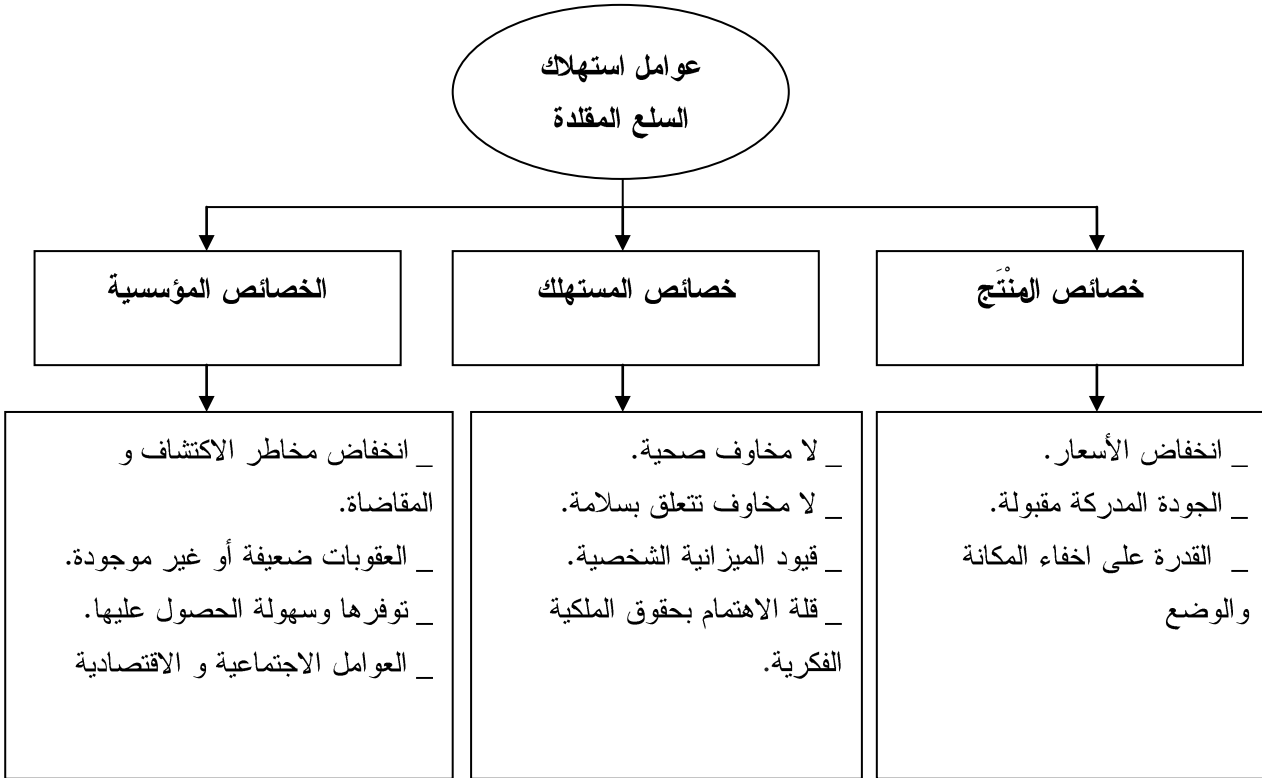 عوامل استهلاك
السلع المقلدة
خصائص المنْتَج
خصائص المستهلك
الخصائص المؤسسية
_ انخفاض الأسعار.
_ الجودة المدركة مقبولة.
_ القدرة على اخفاء المكانة
والوضع
_ لا مخاوف صحية.
_ لا مخاوف تتعلق بسلامة.
_ قيود الميزانية الشخصية.
_ قلة الاهتمام بحقوق الملكية
الفكرية.
_ انخفاض مخاطر الاكتشاف و
المقاضاة.
_ العقوبات ضعيفة أو غير موجودة.
_ توفرها وسهولة الحصول عليها.
_ العوامل الاجتماعية و الاقتصادية